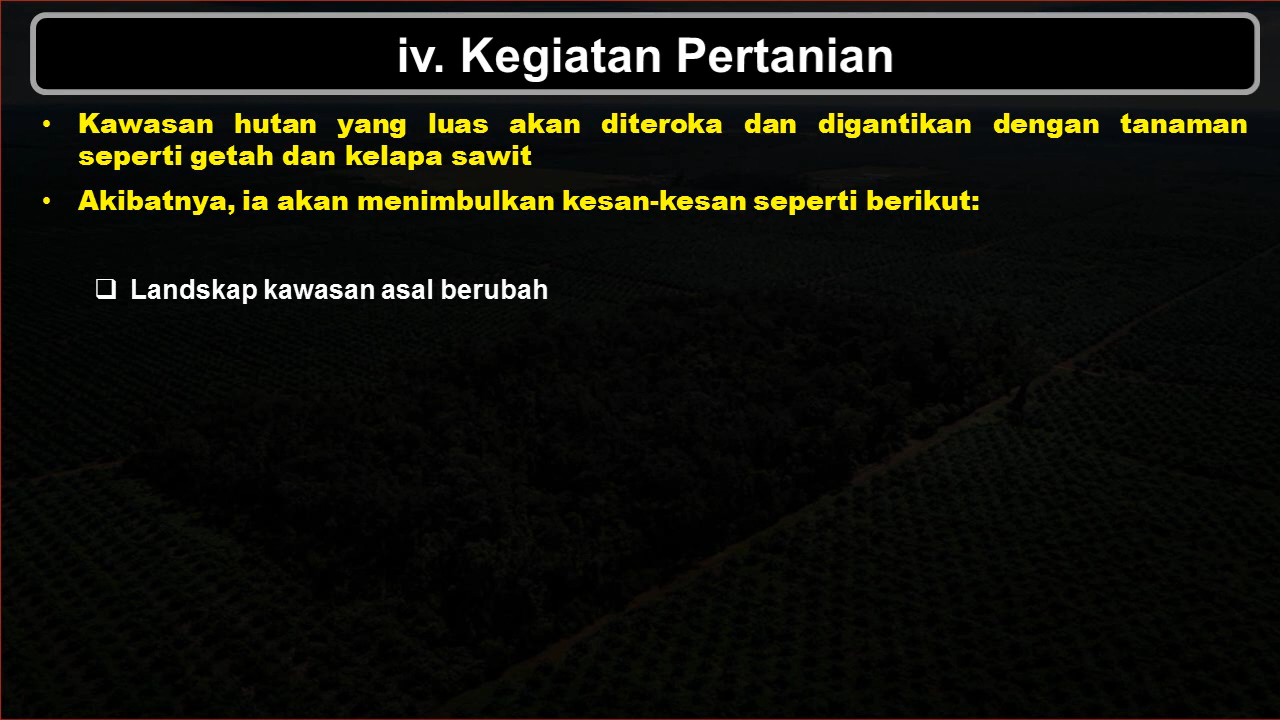 iv. Kegiatan Pertanian
• Kawasan hutan yang luas akan diteroka dan digantikan dengan tanaman
seperti getah dan kelapa sawit
• Akibatnya, ia akan menimbulkan kesan-kesan seperti berikut:
❑ Landskap kawasan asal berubah